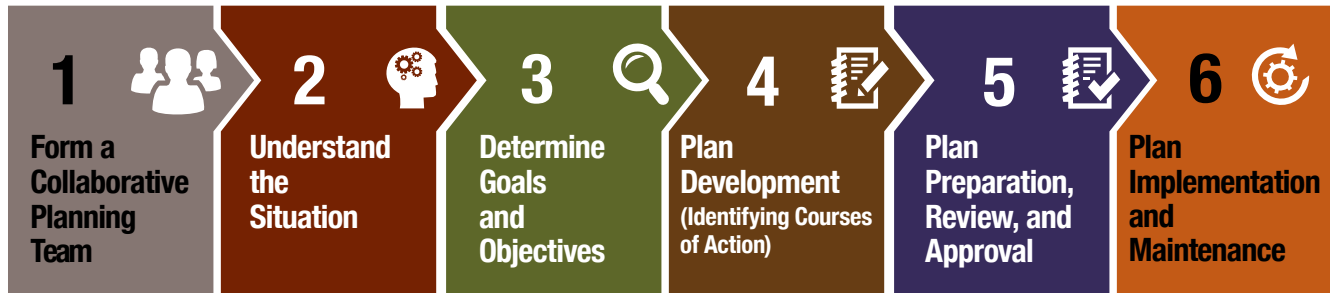 1
Form a
Collaborative
Planning
Team
2
Understand
the
Situation
3
Determine
Goals
and
Objectives
4
Plan
Development
(Identifying Courses
of Action)
5
Plan
Preparation,
Review, and
Approval
6
Plan
Implementation
and
Maintenance